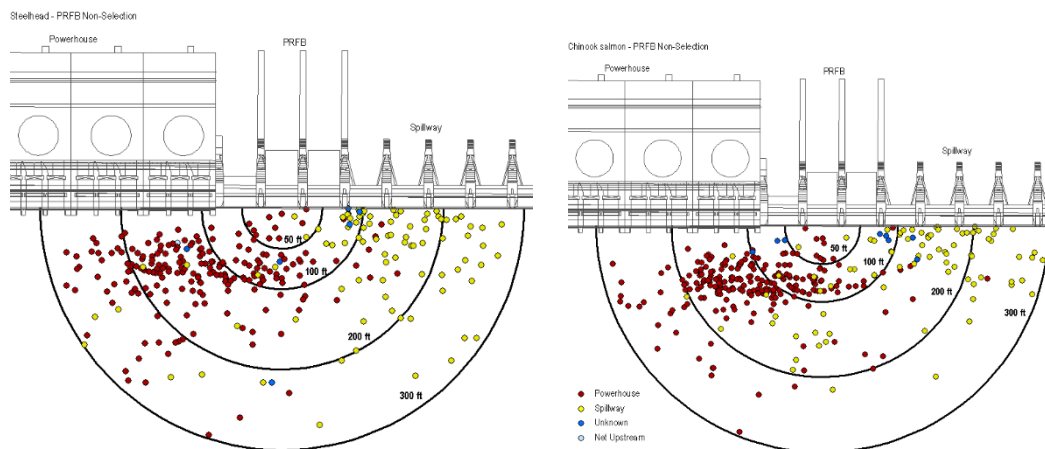 Steelhead - PRFB Non-Selection
Powerhouse
PRFB
Spillway
50 ft
100 ft
200 ft
300 ft
Chinook salmon - PRFB Non-Selection
Powerhouse
PRFB
Spillway
50 ft
100 ft
200 ft
300 ft
Powerhouse
Spillway
Unknown
Net Upstream